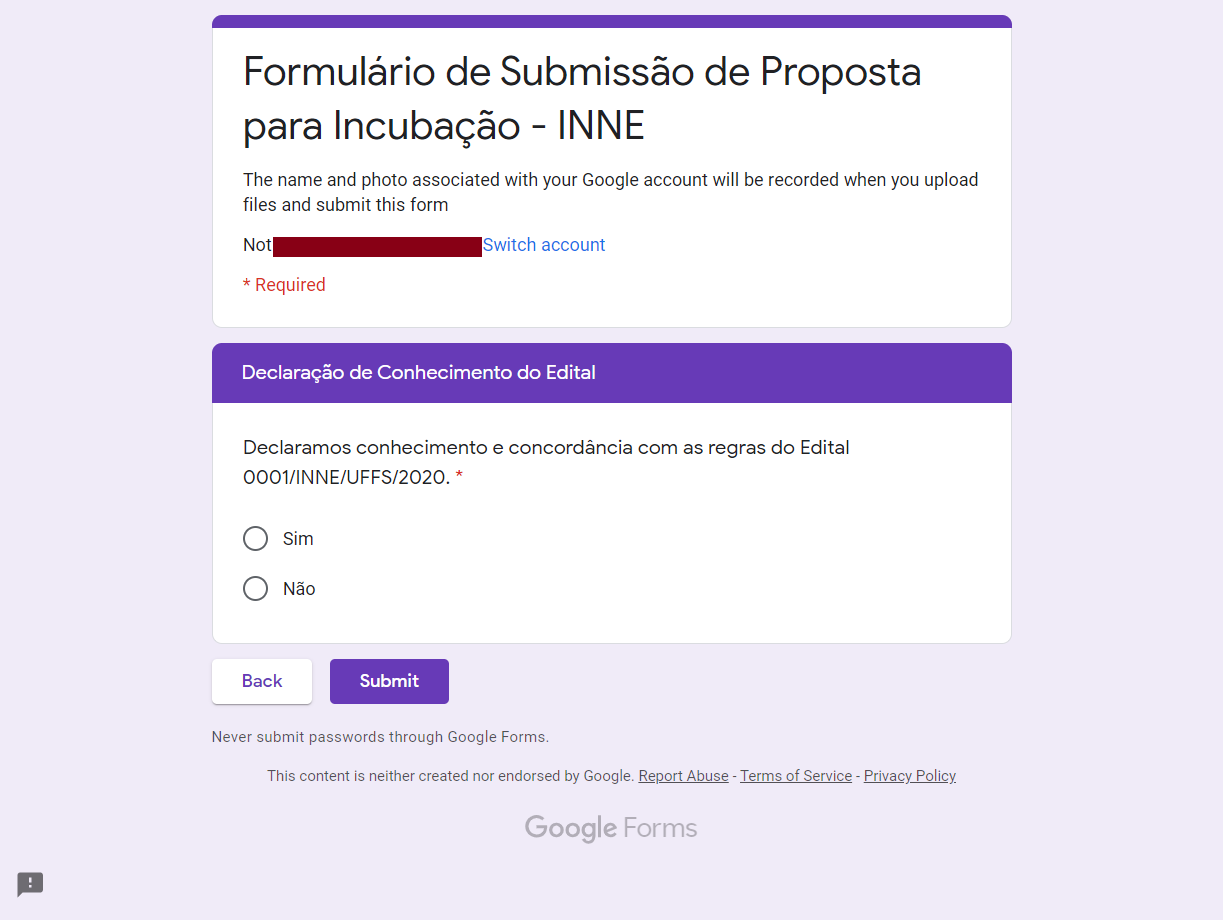 Formulário de Submissão de Proposta
para Incubação - INNE
The name and photo associated with your Google account will be recorded when you upload
files and submit this form
Not Switch account
* Required
Declaração de Conhecimento do Edital
Declaramos conhecimento e concordância com as regras do Edital
0001/INNE/UFFS/2020. *
Sim
Não
Back Submit
Never submit passwords through Google Forms.
This content is neither created nor endorsed by Google. Report Abuse - Terms of Service - Privacy Policy
Google Forms